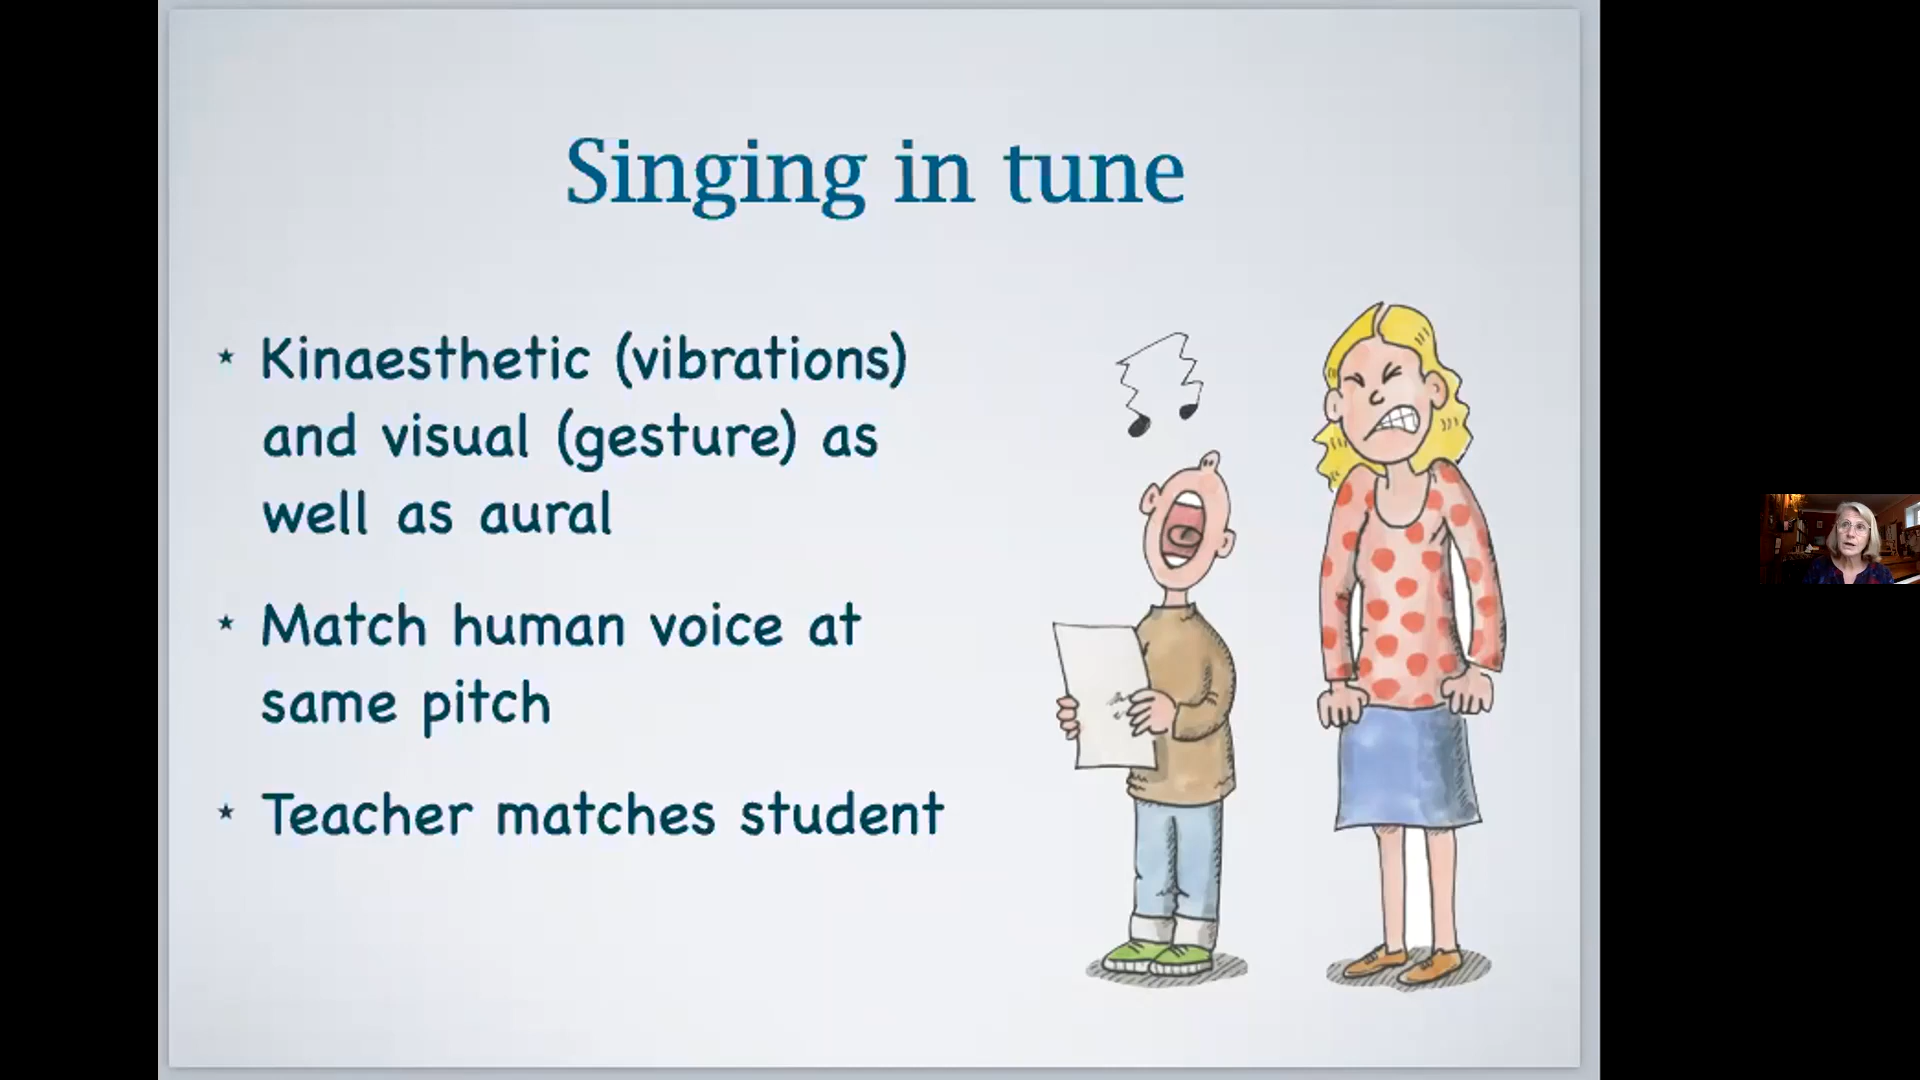 Singing in tune
* Kinaesthetic (vibrations)
and visual (gesture) as
well as aural
* Match human voice at
same pitch
* Teacher matches student